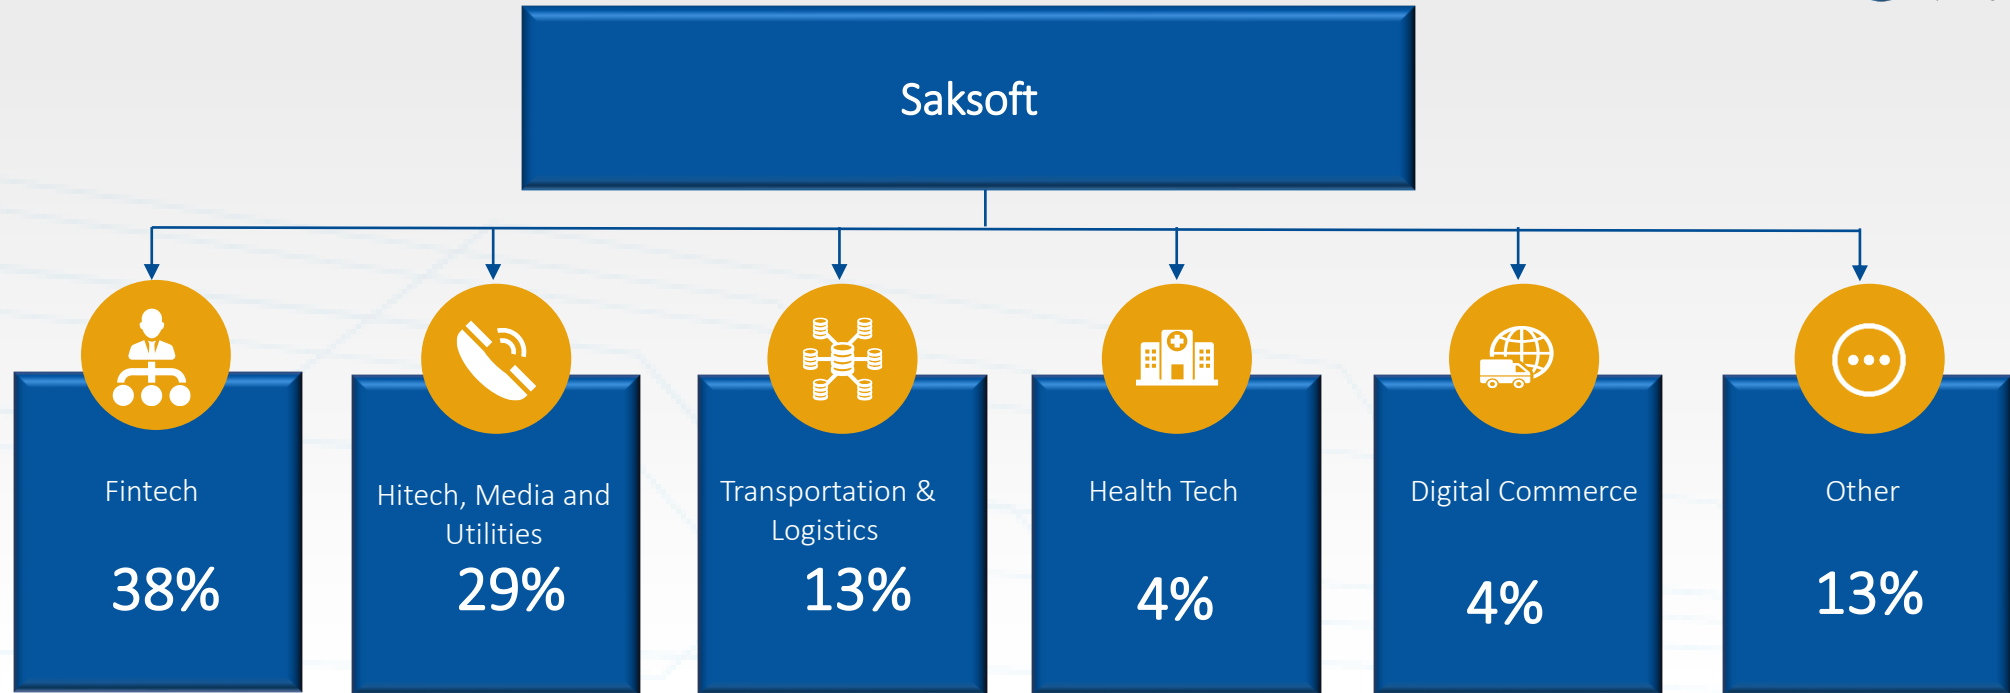 Saksoft
Fintech
38%
Hitech, Media and
Utilities
29%
Transportation &
Logistics
13%
Health Tech
4%
Digital Commerce
4%
Other
13%